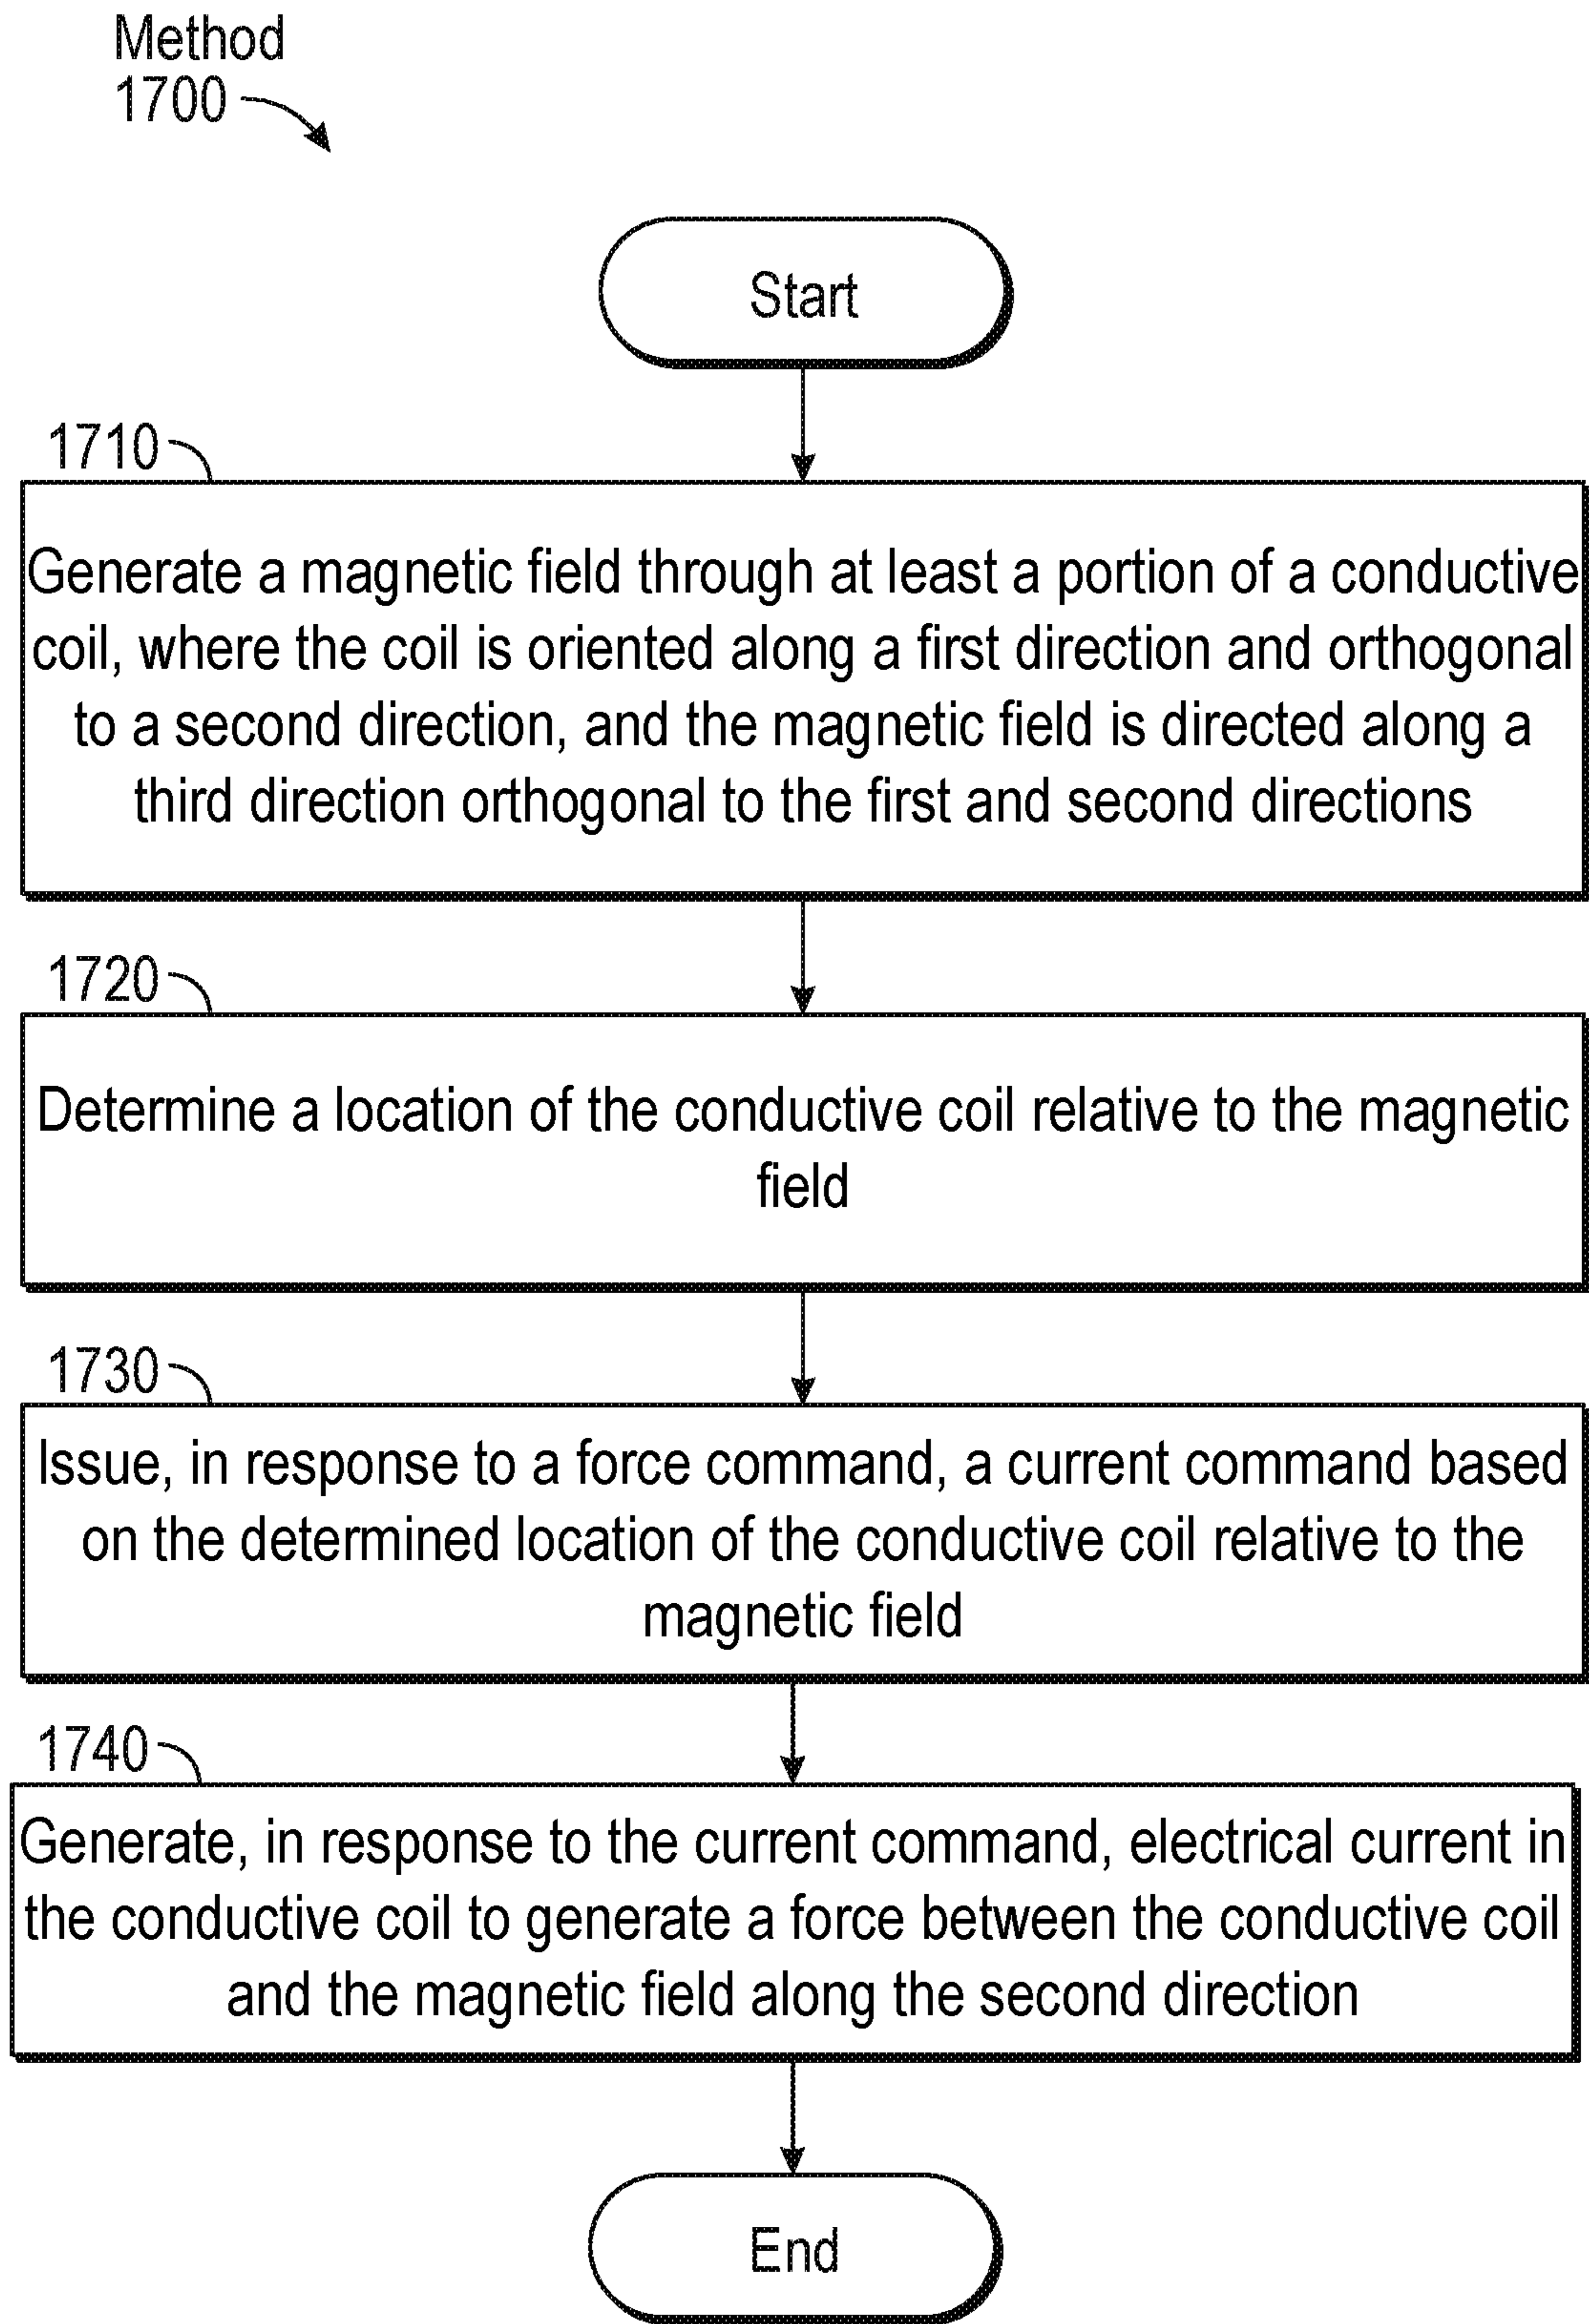 Method
1700
Start
1710
Generate a magnetic field through at least a portion of a conductive
coil, where the coil is oriented along a first direction and orthogonal
to a second direction, and the magnetic field is directed along a
third direction orthogonal to the first and second directions
1720
Determine a location of the conductive coil relative to the magnetic
field
1730
Issue, in response to a force command, a current command based
on the determined location of the conductive coil relative to the
magnetic field
1740
Generate, in response to the current command, electrical current in
the conductive coil to generate a force between the conductive coil
and the magnetic field along the second direction
End